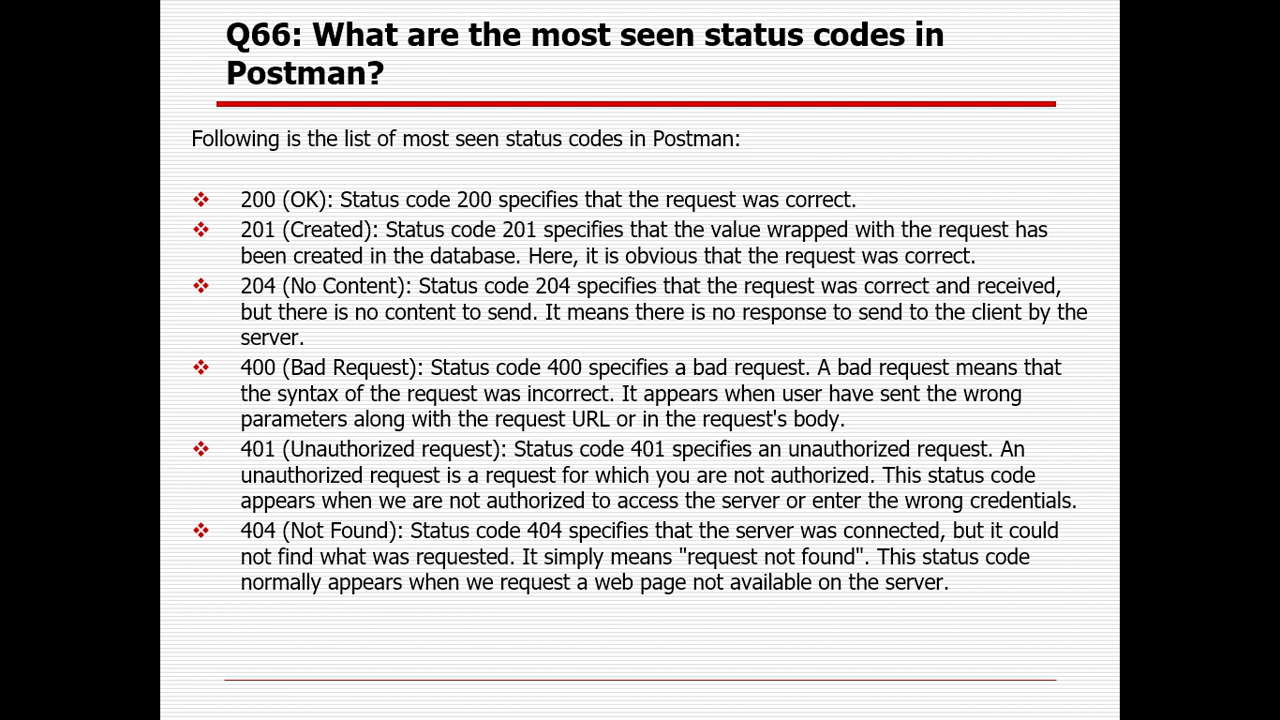 Q66: What are the most seen status codes in
Postman?
Following is the list of most seen status codes in Postman:
200 (OK): Status code 200 specifies that the request was correct.
201 (Created): Status code 201 specifies that the value wrapped with the request has
been created in the database. Here, it is obvious that the request was correct.
204 (No Content): Status code 204 specifies that the request was correct and received,
but there is no content to send. It means there is no response to send to the client by the
server.
400 (Bad Request): Status code 400 specifies a bad request. A bad request means that
the syntax of the request was incorrect. It appears when user have sent the wrong
parameters along with the request URL or in the request's body.
401 (Unauthorized request): Status code 401 specifies an unauthorized request. An
unauthorized request is a request for which you are not authorized. This status code
appears when we are not authorized to access the server or enter the wrong credentials.
404 (Not Found): Status code 404 specifies that the server was connected, but it could
not find what was requested. It simply means "request not found". This status code
normally appears when we request a web page not available on the server.